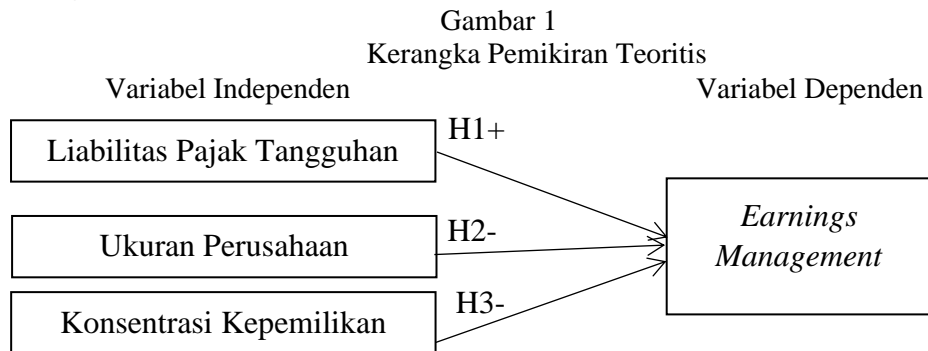 Gambar 1
Kerangka Pemikiran Teoritis
Variabel Independen
Variabel Dependen
Liabilitas Pajak Tangguhan
H1+
Ukuran Perusahaan
H2-
Konsentrasi Kepemilikan
H3-
Earnings
Management